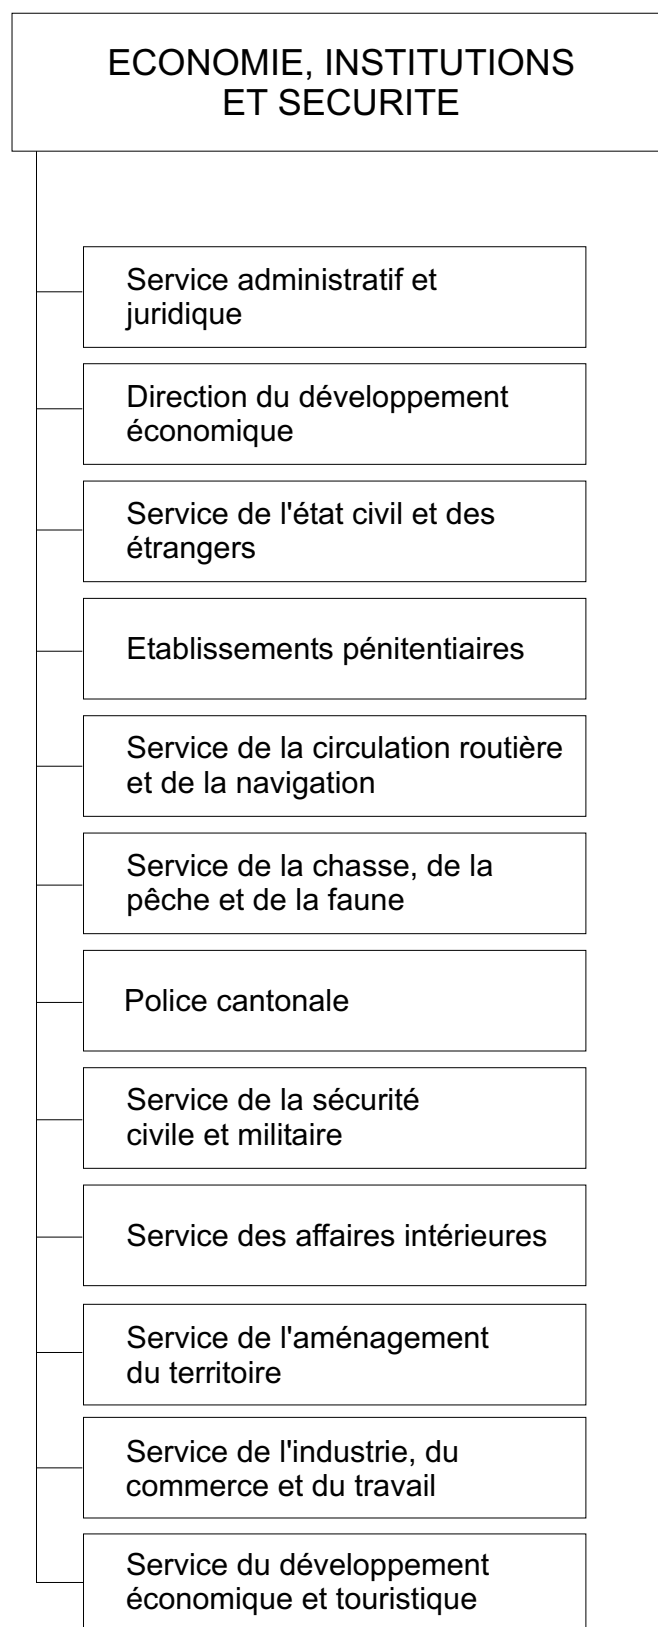 ECONOMIE, INSTITUTIONS
ET SECURITE
Service administratif et
juridique
Direction du développement
économique
Service de l'état civil et des
étrangers
Etablissements pénitentiaires
Service de la circulation routière
et de la navigation
Service de la chasse, de la
pêche et de la faune
Police cantonale
Service de la sécurité
civile et militaire
Service des affaires intérieures
Service de l'aménagement
du territoire
Service de l'industrie, du
commerce et du travail
Service du développement
économique et touristique